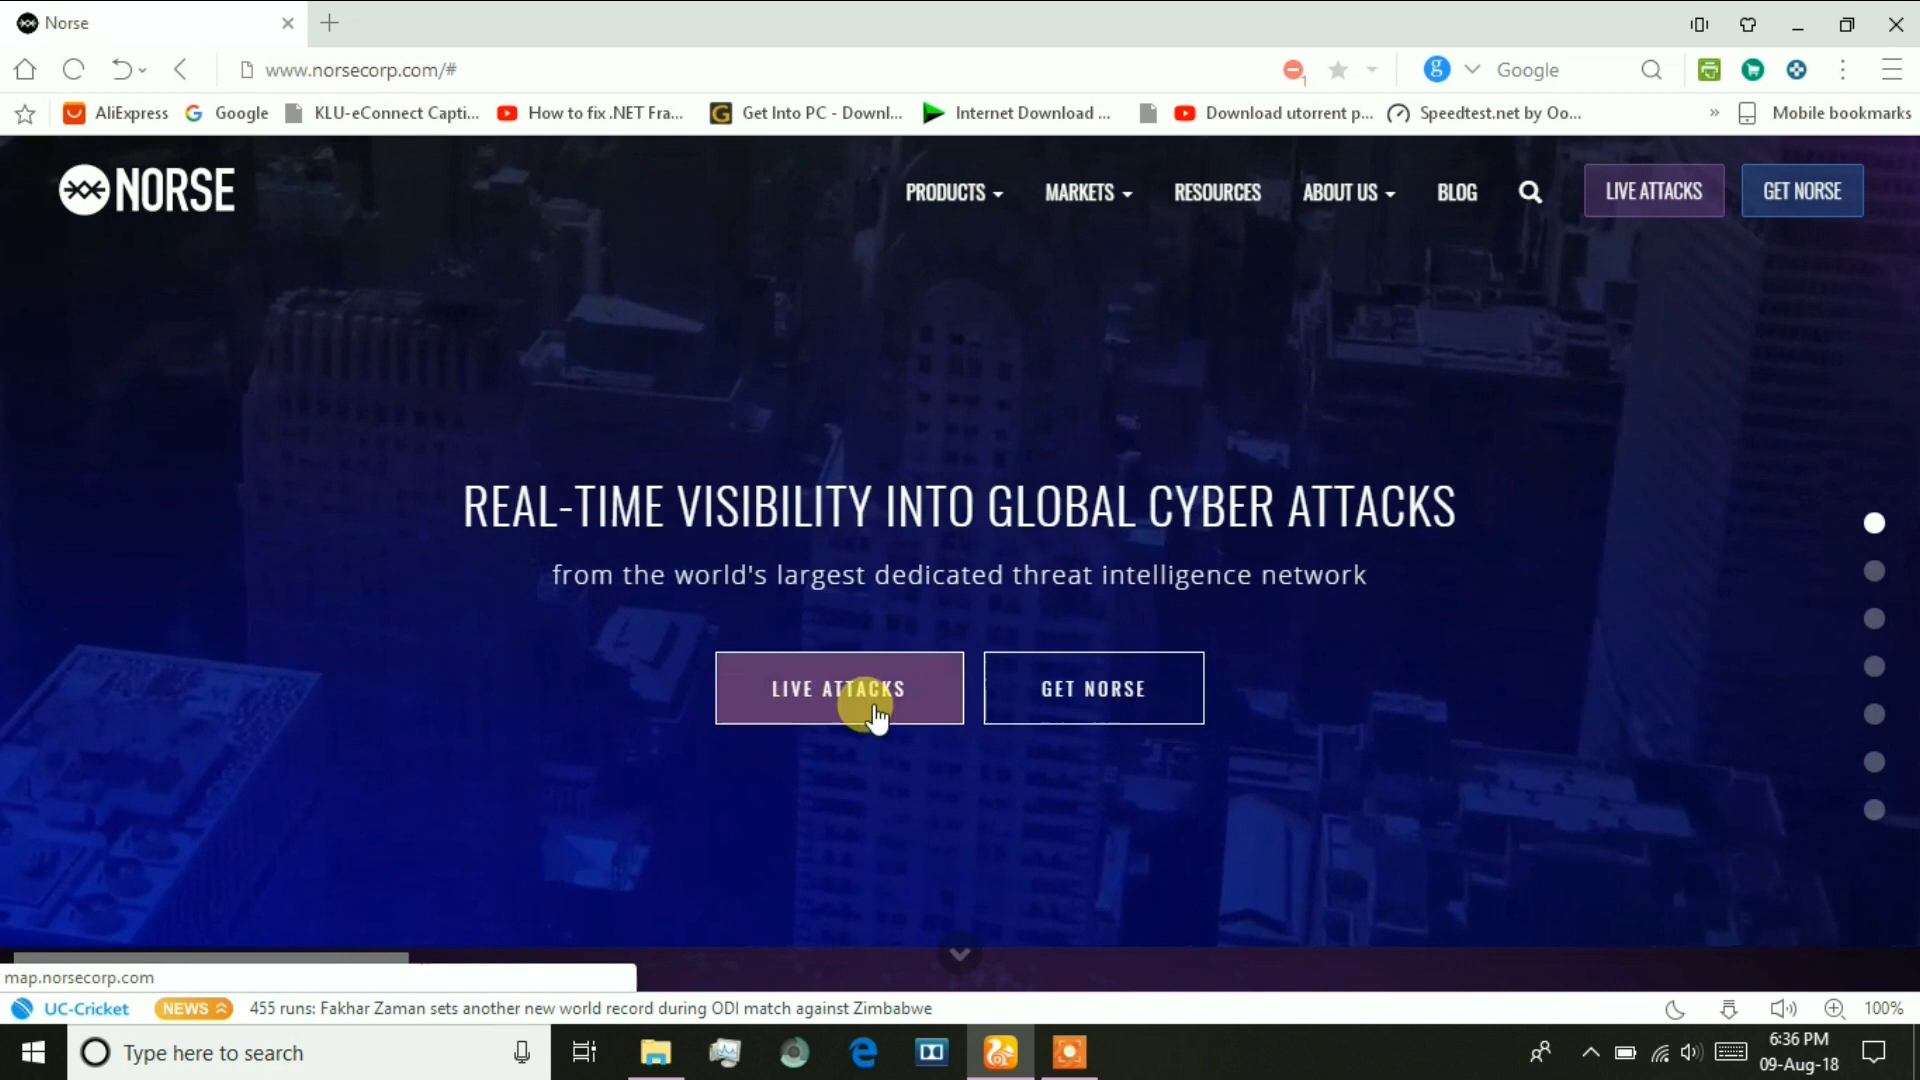 Norse
www.norsecorp.com/#
1
g
Google
AliExpress
Google
KLU-eConnect Capti...
How to fix .NET Fra...
Get Into PC - Downl...
Internet Download ...
Download utorrent p...
Speedtest.net by Oo...
»
Mobile bookmarks
NORSE
PRODUCTS
MARKETS
RESOURCES
ABOUT US
BLOG
LIVE ATTACKS
GET NORSE
REAL-TIME VISIBILITY INTO GLOBAL CYBER ATTACKS
from the world's largest dedicated threat intelligence network
LIVE ATTACKS
GET NORSE
map.norsecorp.com
UC-Cricket
NEWS
455 runs: Fakhar Zaman sets another new world record during ODI match against Zimbabwe
100%
Type here to search
6:36 PM
09-Aug-18